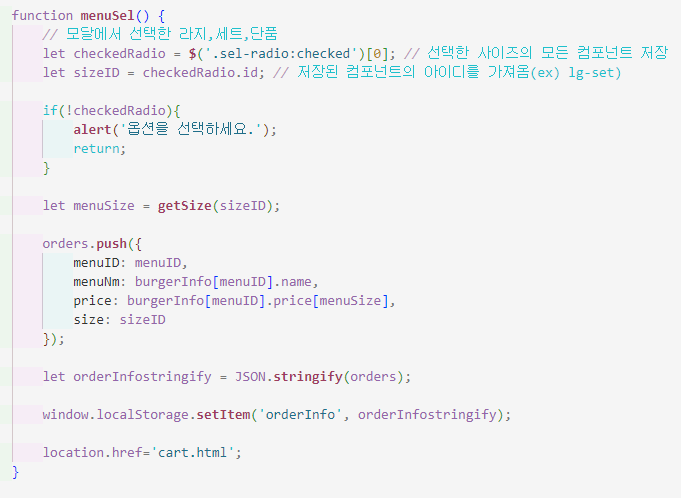 function menuSel() {
// 모달에서 선택한 라지,세트,단품
let checkedRadio = $('.sel-radio:checked')[0]; // 선택한 사이즈의 모든 컴포넌트 저장
let sizeID = checkedRadio.id; // 저장된 컴포넌트의 아이디를 가져옴(ex) lg-set)
if(!checkedRadio){
alert('옵션을 선택하세요.');
return;
}
let menuSize = getSize(sizeID);
orders.push({
menuID: menuID,
menuNm: burgerInfo[menuID].name,
price: burgerInfo[menuID].price[menuSize],
size: sizeID
});
let orderInfostringify = JSON.stringify(orders);
window.localStorage.setItem('orderInfo', orderInfostringify);
location.href='cart.html';
}